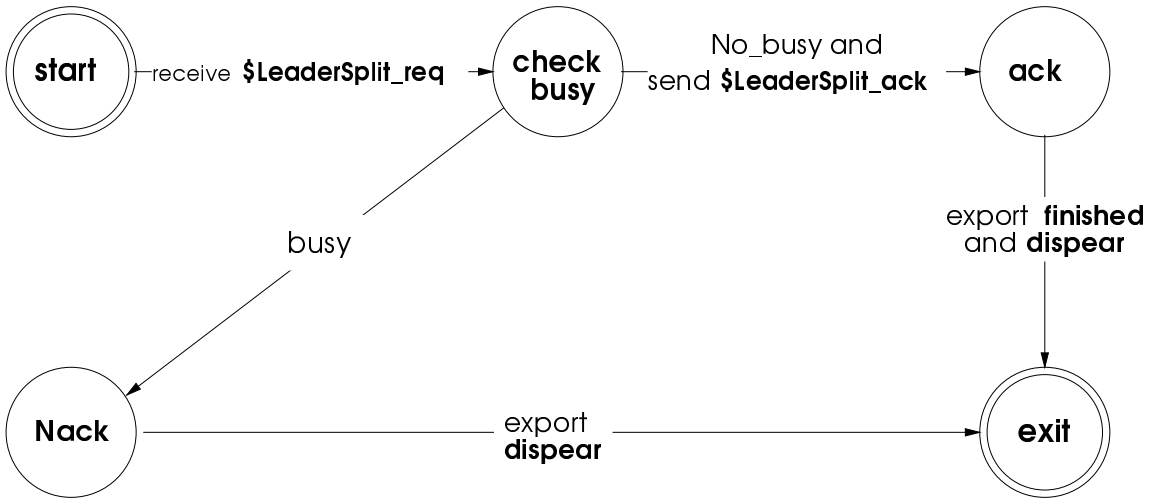 start
receive $LeaderSplit_req
check
busy
No_busy and
send $LeaderSplit_ack
ack
busy
export finished
and dispear
Nack
export
dispear
exit